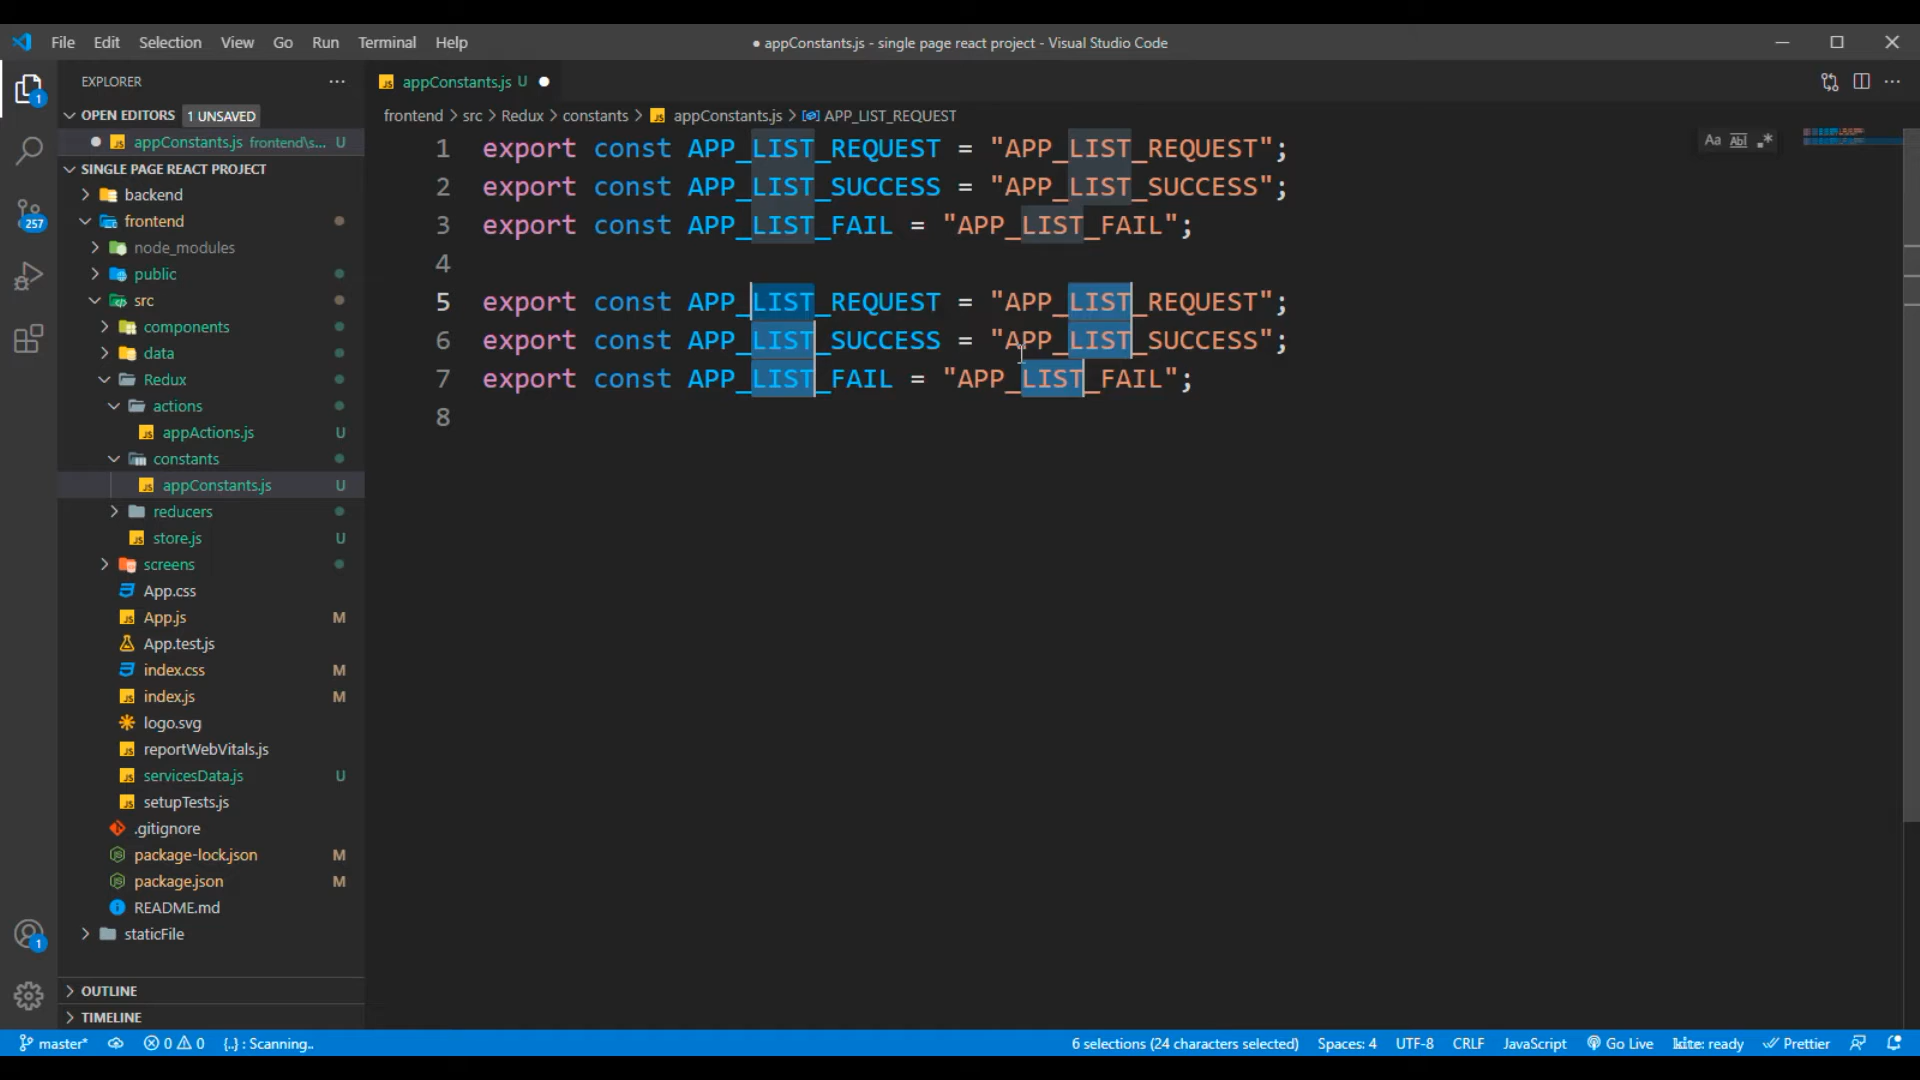 File Edit Selection View Go Run Terminal Help
● appConstants.js - single page react project - Visual Studio Code
EXPLORER
OPEN EDITORS 1 UNSAVED
appConstants.js frontend\s... U
SINGLE PAGE REACT PROJECT
backend
frontend
node_modules
public
src
components
data
Redux
actions
appActions.js U
constants
appConstants.js U
reducers
store.js U
screens
App.css
App.js M
App.test.js
index.css M
index.js M
logo.svg
reportWebVitals.js
servicesData.js U
setupTests.js
.gitignore
package-lock.json M
package.json M
README.md
staticFile
OUTLINE
TIMELINE
1
257
1
appConstants.js U
frontend > src > Redux > constants > appConstants.js > APP_LIST_REQUEST
1 export const APP_LIST_REQUEST = "APP_LIST_REQUEST";
2 export const APP_LIST_SUCCESS = "APP_LIST_SUCCESS";
3 export const APP_LIST_FAIL = "APP_LIST_FAIL";
4
5 export const APP_LIST_REQUEST = "APP_LIST_REQUEST";
6 export const APP_LIST_SUCCESS = "APP_LIST_SUCCESS";
7 export const APP_LIST_FAIL = "APP_LIST_FAIL";
8
Aa Abl .*
master* 0 0 {..} : Scanning.. 6 selections (24 characters selected) Spaces: 4 UTF-8 CRLF JavaScript Go Live kite: ready Prettier